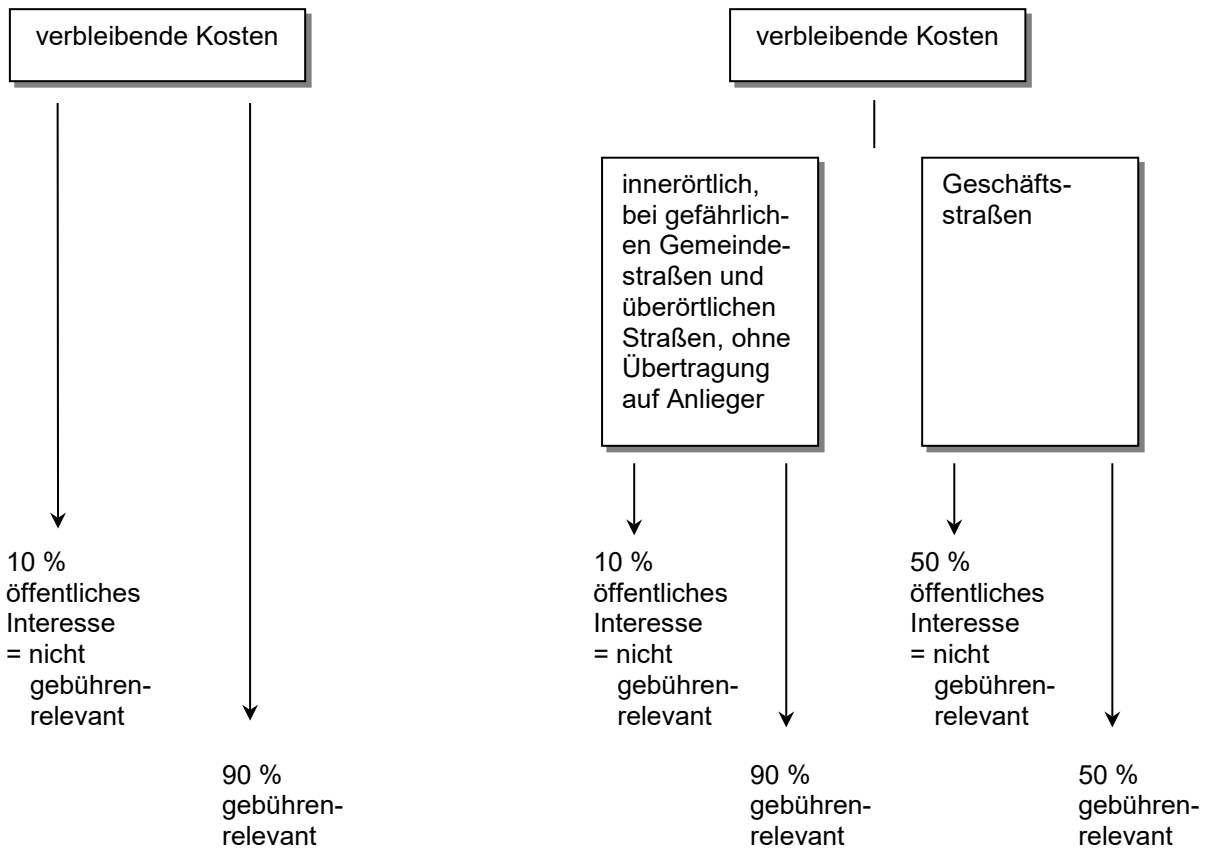 verbleibende Kosten
verbleibende Kosten
innerörtlich,
bei gefährlich-
en Gemeinde-
straßen und
überörtlichen
Straßen, ohne
Übertragung
auf Anlieger
Geschäfts-
straßen
10 %
öffentliches
Interesse
= nicht
gebühren-
relevant
90 %
gebühren-
relevant
10 %
öffentliches
Interesse
= nicht
gebühren-
relevant
90 %
gebühren-
relevant
50 %
öffentliches
Interesse
= nicht
gebühren-
relevant
50 %
gebühren-
relevant